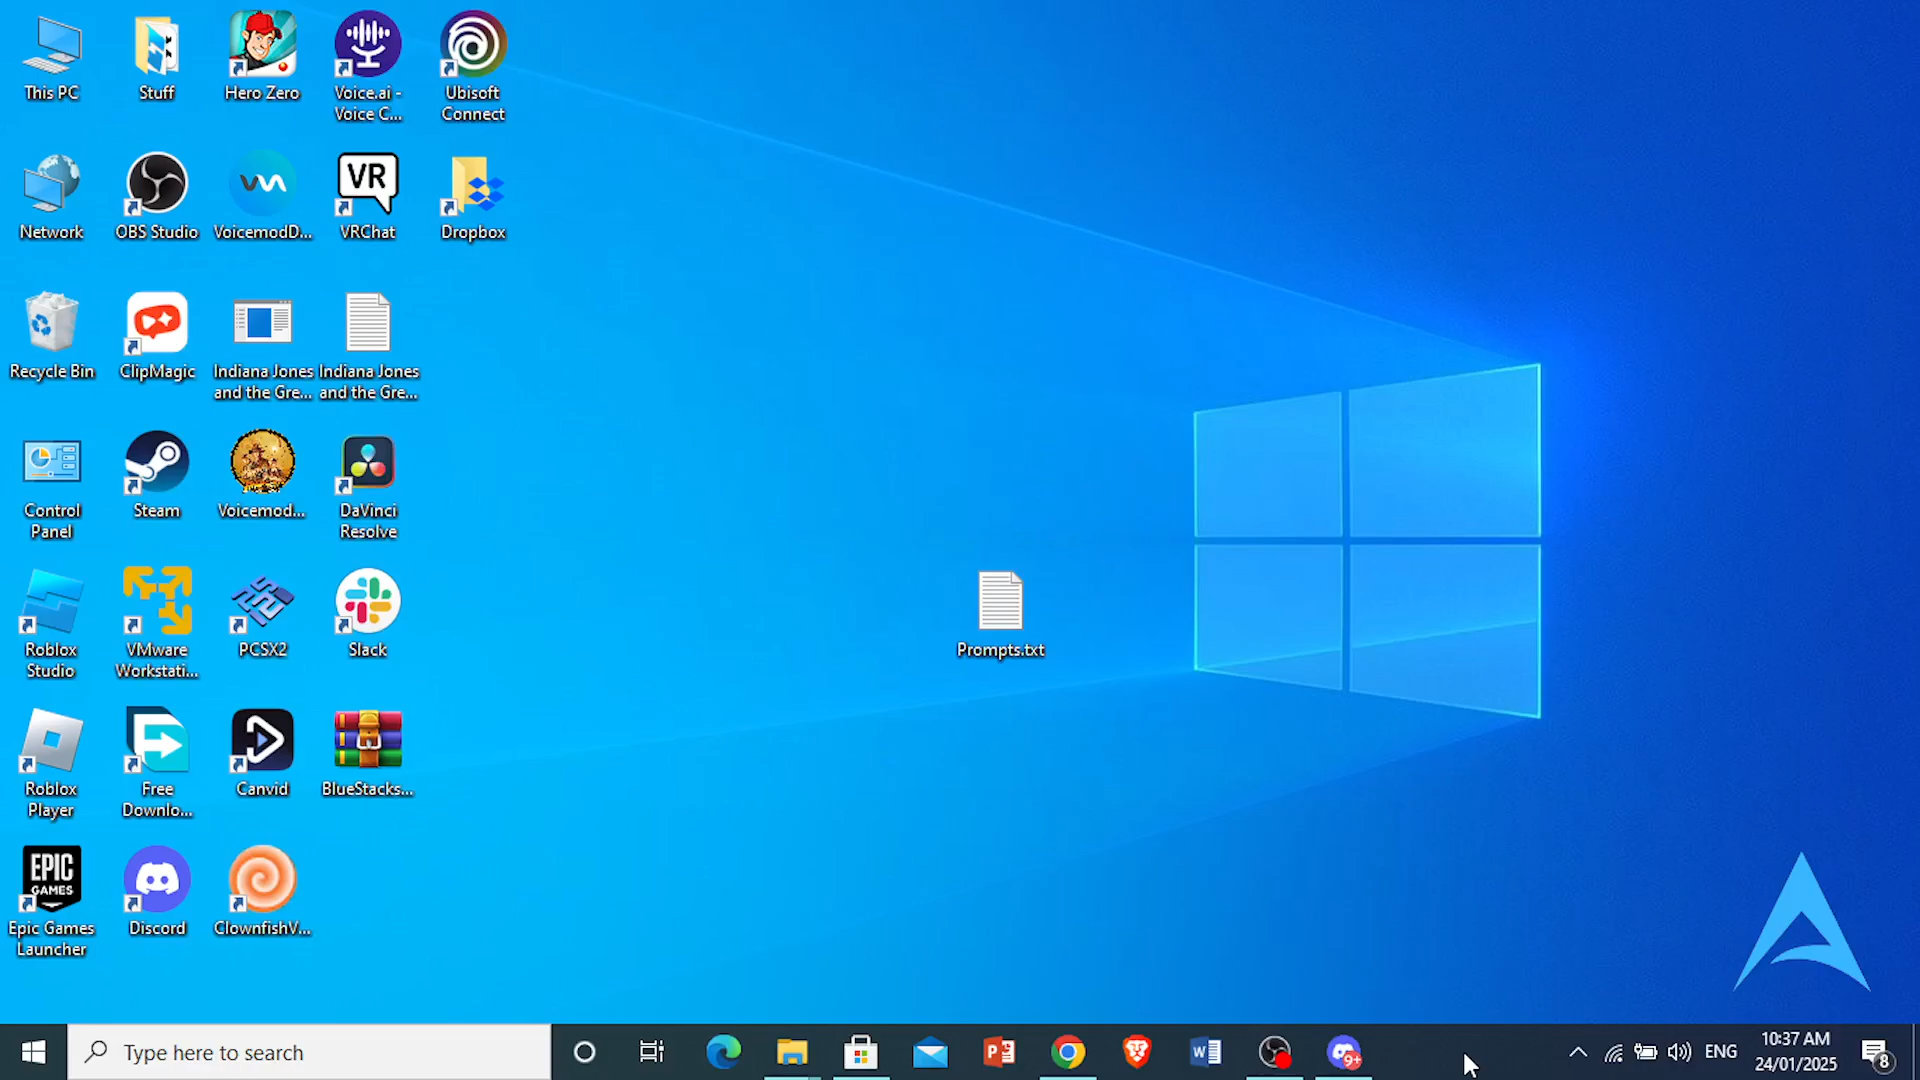 This PC
Stuff
Hero Zero
Voice.ai -
Voice C...
Ubisoft
Connect
Network
OBS Studio
VoicemodD...
VR
VRChat
Dropbox
Recycle Bin
ClipMagic
Indiana Jones
and the Gre...
Indiana Jones
and the Gre...
Control
Panel
Steam
Voicemod...
DaVinci
Resolve
Roblox
Studio
VMware
Workstati...
PCSX2
Slack
Prompts.txt
Roblox
Player
Free
Downlo...
Canvid
BlueStacks...
EPIC
GAMES
Epic Games
Launcher
Discord
ClownfishV...
Type here to search
9+
ENG
10:37 AM
24/01/2025
8